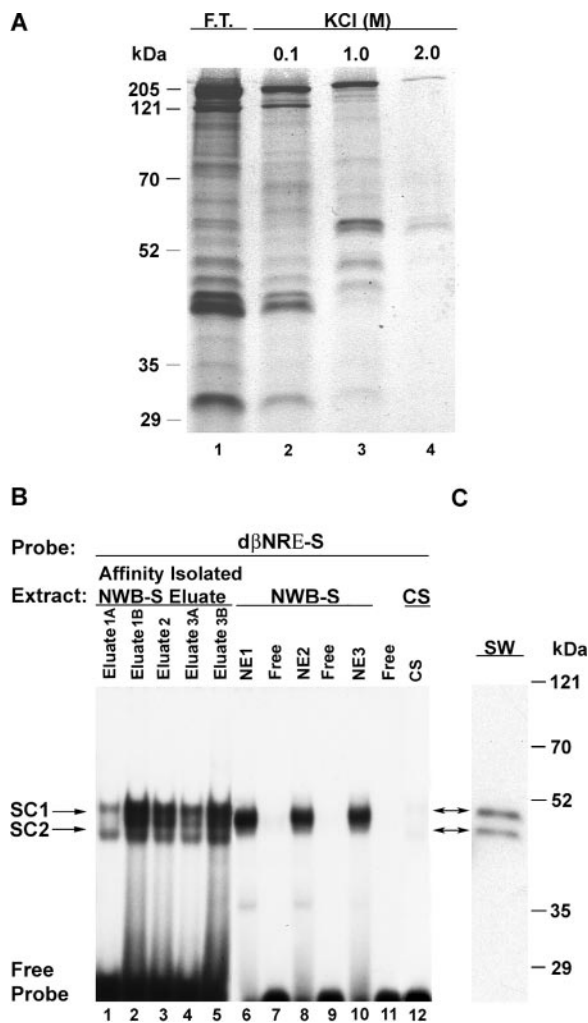 A
F.T. KCl (M)
kDa 0.1 1.0 2.0
205
121
70
52
35
29
1 2 3 4
B C
Probe: dβNRE-S
Affinity Isolated
Extract: NWB-S Eluate NWB-S CS
Eluate 1A Eluate 1B Eluate 2 Eluate 3A Eluate 3B NE1 Free NE2 Free NE3 Free CS SW kDa
121
70
SC1 52
SC2
35
29
Free
Probe
1 2 3 4 5 6 7 8 9 10 11 12